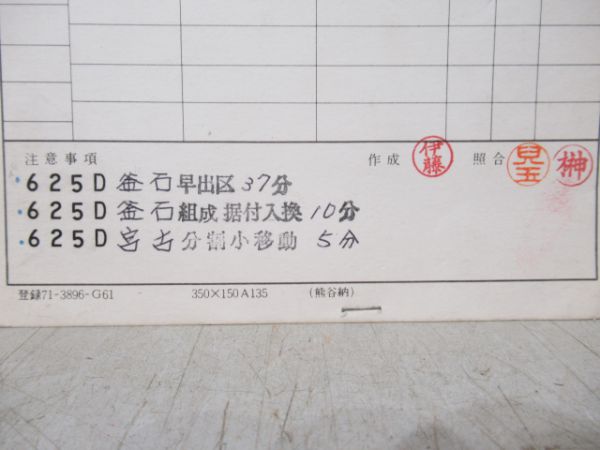 注意事項 作成 伊藤 照合 児玉 榊
625D 釜石早出区 37分
625D 釜石組成据付入換 10分
625D 宮古分割小移動 5分
登録71-3896-G61 350×150 A135 (熊谷納)